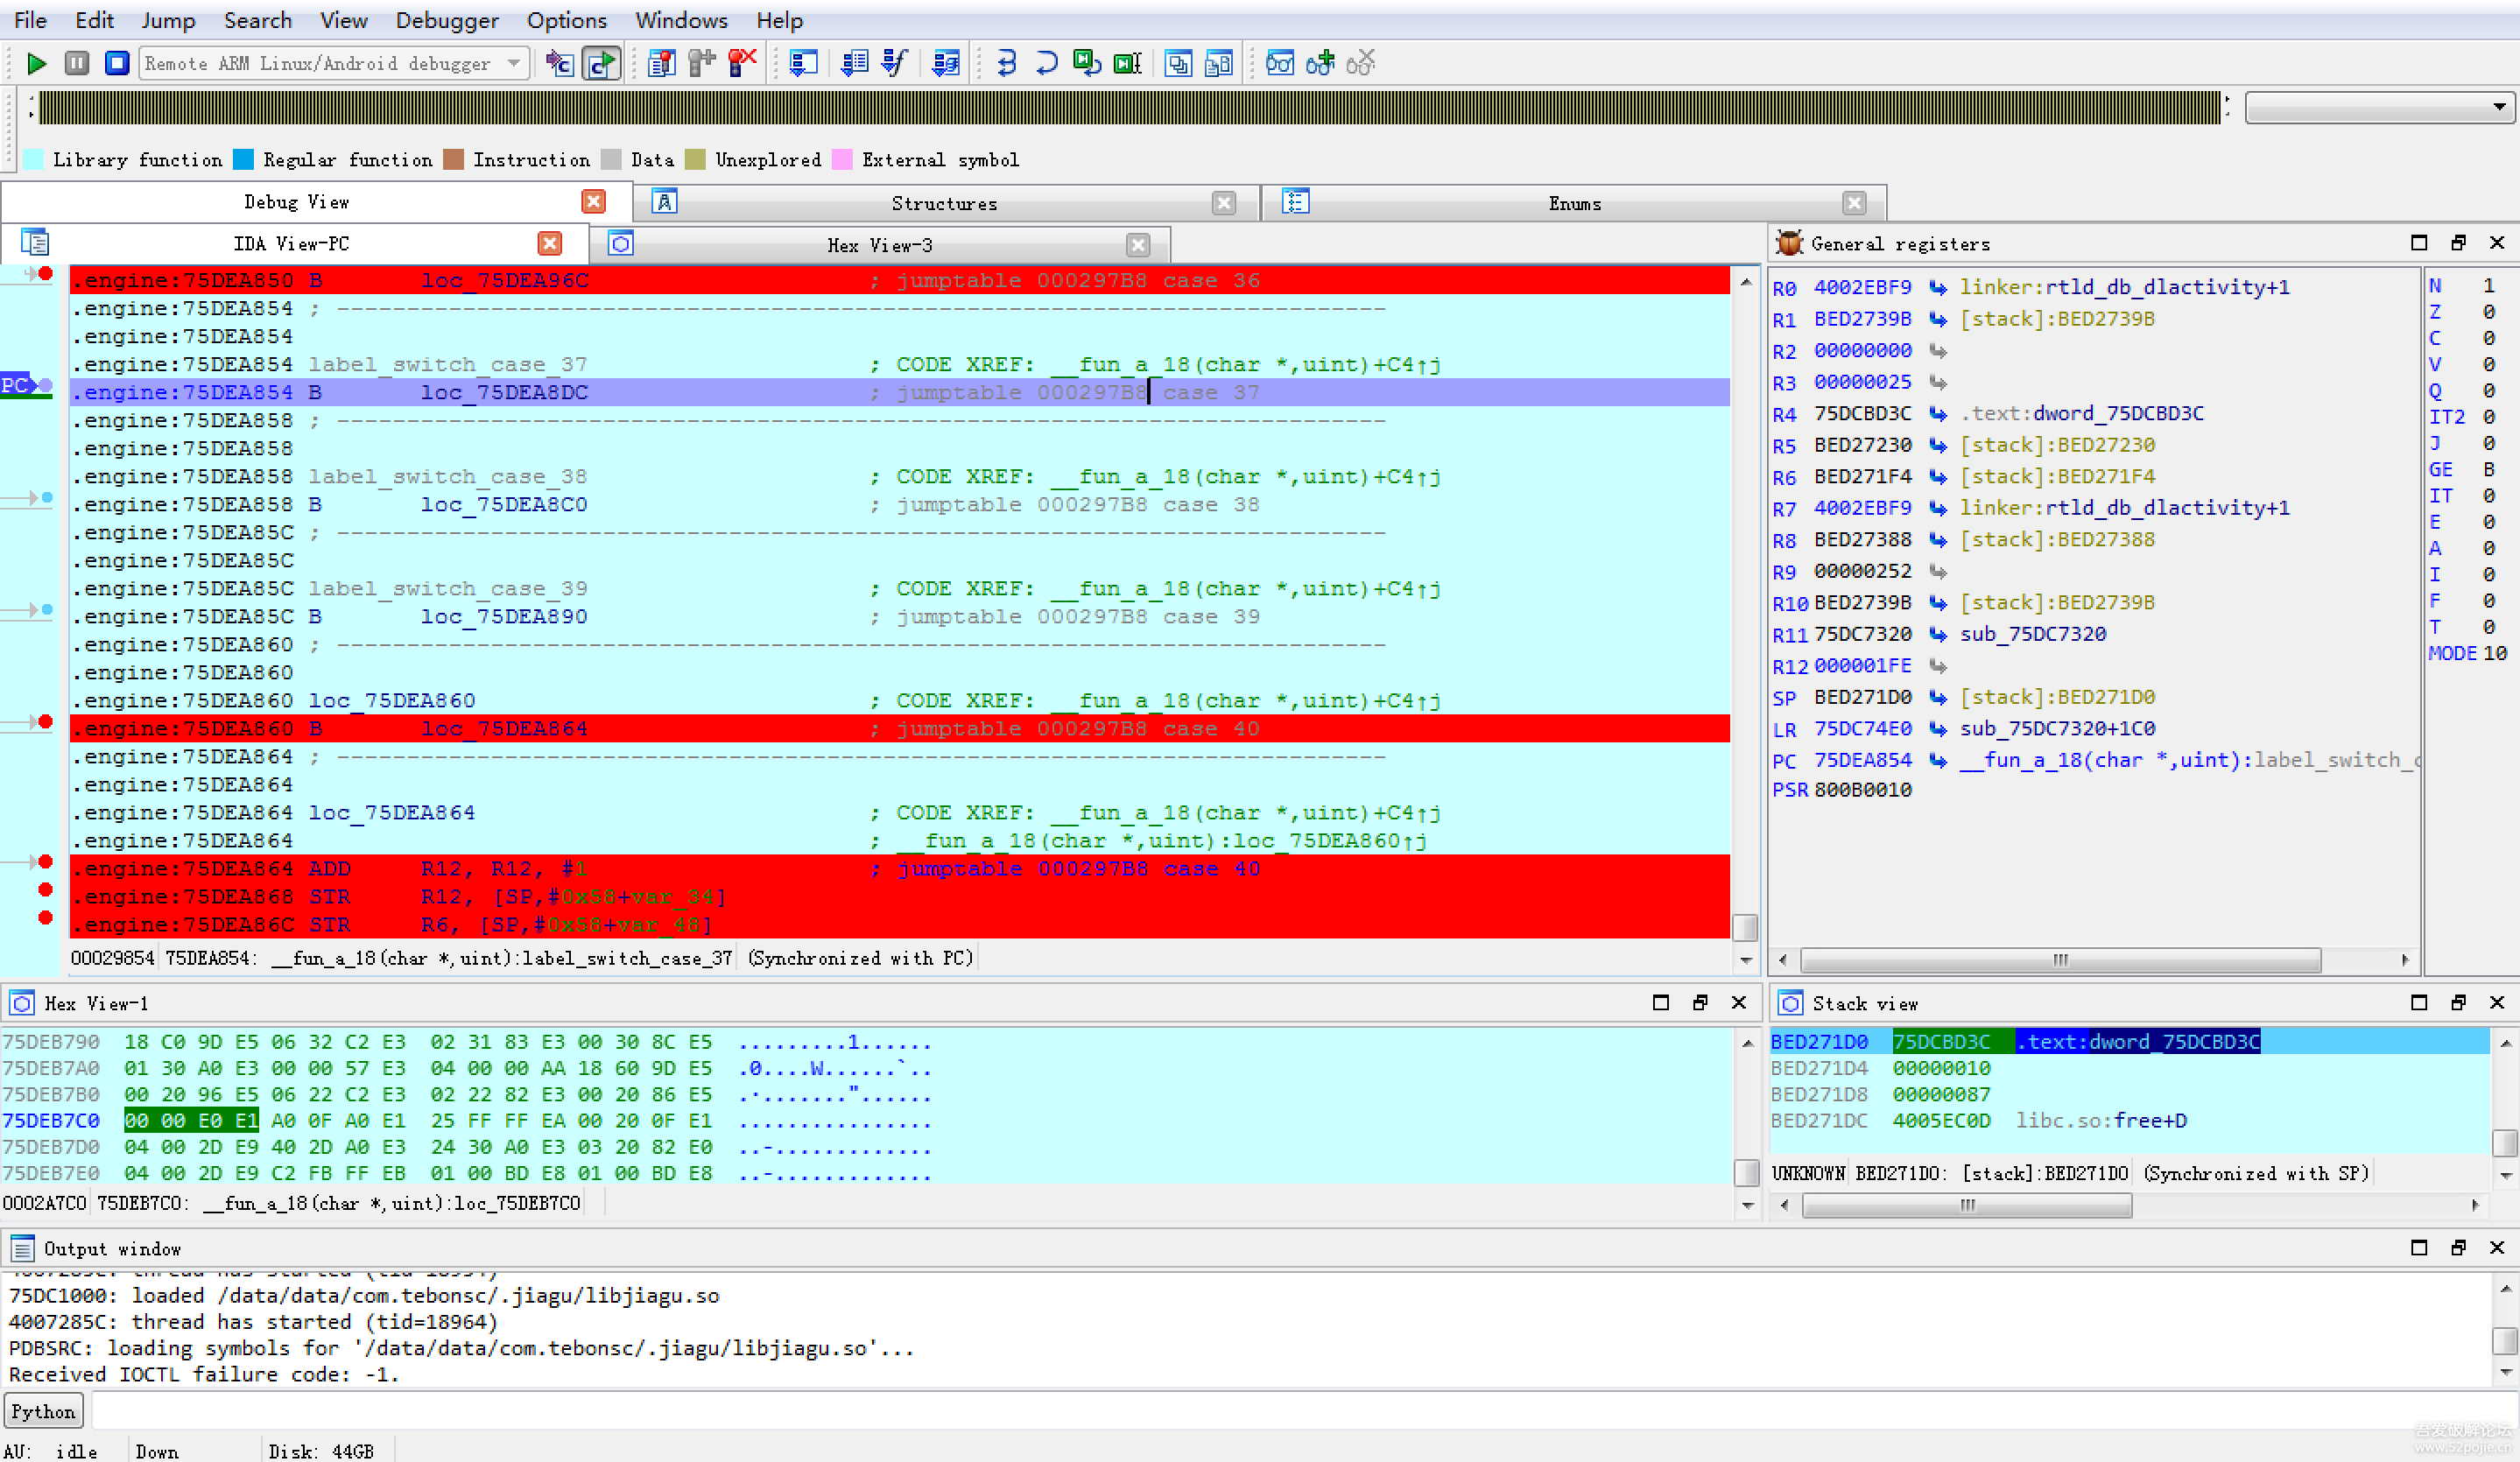 File Edit Jump Search View Debugger Options Windows Help
Remote ARM Linux/Android debugger
Library function Regular function Instruction Data Unexplored External symbol
Debug View Structures Enums
IDA View-PC Hex View-3
.engine:75DEA850 B loc_75DEA96C ; jumptable 000297B8 case 36
.engine:75DEA854 ; ---------------------------------------------------------------------------
.engine:75DEA854
.engine:75DEA854 label_switch_case_37 ; CODE XREF: __fun_a_18(char *,uint)+C4↑j
PC .engine:75DEA854 B loc_75DEA8DC ; jumptable 000297B8 case 37
.engine:75DEA858 ; ---------------------------------------------------------------------------
.engine:75DEA858
.engine:75DEA858 label_switch_case_38 ; CODE XREF: __fun_a_18(char *,uint)+C4↑j
.engine:75DEA858 B loc_75DEA8C0 ; jumptable 000297B8 case 38
.engine:75DEA85C ; ---------------------------------------------------------------------------
.engine:75DEA85C
.engine:75DEA85C label_switch_case_39 ; CODE XREF: __fun_a_18(char *,uint)+C4↑j
.engine:75DEA85C B loc_75DEA890 ; jumptable 000297B8 case 39
.engine:75DEA860 ; ---------------------------------------------------------------------------
.engine:75DEA860
.engine:75DEA860 loc_75DEA860 ; CODE XREF: __fun_a_18(char *,uint)+C4↑j
.engine:75DEA860 B loc_75DEA864 ; jumptable 000297B8 case 40
.engine:75DEA864 ; ---------------------------------------------------------------------------
.engine:75DEA864
.engine:75DEA864 loc_75DEA864 ; CODE XREF: __fun_a_18(char *,uint)+C4↑j
.engine:75DEA864 ; __fun_a_18(char *,uint):loc_75DEA860↑j
.engine:75DEA864 ADD R12, R12, #1 ; jumptable 000297B8 case 40
.engine:75DEA868 STR R12, [SP,#0x58+var_34]
.engine:75DEA86C STR R6, [SP,#0x58+var_48]
00029854 75DEA854: __fun_a_18(char *,uint):label_switch_case_37 (Synchronized with PC)
General registers
R0 4002EBF9 linker:rtld_db_dlactivity+1
R1 BED2739B [stack]:BED2739B
R2 00000000
R3 00000025
R4 75DCBD3C .text:dword_75DCBD3C
R5 BED27230 [stack]:BED27230
R6 BED271F4 [stack]:BED271F4
R7 4002EBF9 linker:rtld_db_dlactivity+1
R8 BED27388 [stack]:BED27388
R9 00000252
R10 BED2739B [stack]:BED2739B
R11 75DC7320 sub_75DC7320
R12 000001FE
SP BED271D0 [stack]:BED271D0
LR 75DC74E0 sub_75DC7320+1C0
PC 75DEA854 __fun_a_18(char *,uint):label_switch_c
PSR 800B0010
N 1
Z 0
C 0
V 0
Q 0
IT2 0
J 0
GE B
IT 0
E 0
A 0
I 0
F 0
T 0
MODE 10
Hex View-1
75DEB790 18 C0 9D E5 06 32 C2 E3 02 31 83 E3 00 30 8C E5 .........1......
75DEB7A0 01 30 A0 E3 00 00 57 E3 04 00 00 AA 18 60 9D E5 .0....W......`..
75DEB7B0 00 20 96 E5 06 22 C2 E3 02 22 82 E3 00 20 86 E5 .·......."......
75DEB7C0 00 00 E0 E1 A0 0F A0 E1 25 FF FF EA 00 20 0F E1 ................
75DEB7D0 04 00 2D E9 40 2D A0 E3 24 30 A0 E3 03 20 82 E0 ..-.............
75DEB7E0 04 00 2D E9 C2 FB FF EB 01 00 BD E8 01 00 BD E8 ..-.............
0002A7C0 75DEB7C0: __fun_a_18(char *,uint):loc_75DEB7C0
Stack view
BED271D0 75DCBD3C .text:dword_75DCBD3C
BED271D4 00000010
BED271D8 00000087
BED271DC 4005EC0D libc.so:free+D
UNKNOWN BED271D0: [stack]:BED271D0 (Synchronized with SP)
Output window
4007285C: thread has started (tid=18954)
75DC1000: loaded /data/data/com.tebonsc/.jiagu/libjiagu.so
4007285C: thread has started (tid=18964)
PDBSRC: loading symbols for '/data/data/com.tebonsc/.jiagu/libjiagu.so'...
Received IOCTL failure code: -1.
Python
AU: idle Down Disk: 44GB
吾爱破解论坛
www.52pojie.cn